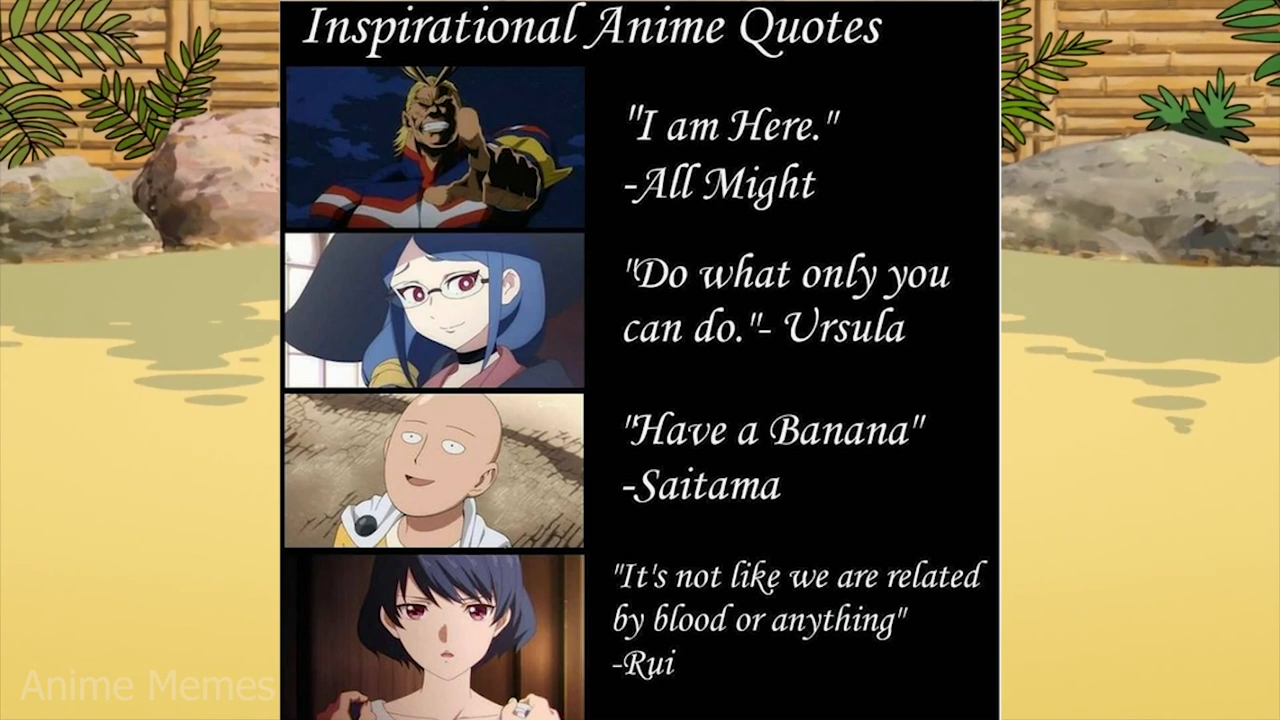 Inspirational Anime Quotes
"I am Here."
-All Might
"Do what only you
can do."- Ursula
"Have a Banana"
-Saitama
"It's not like we are related
by blood or anything"
-Rui
Anime Memes